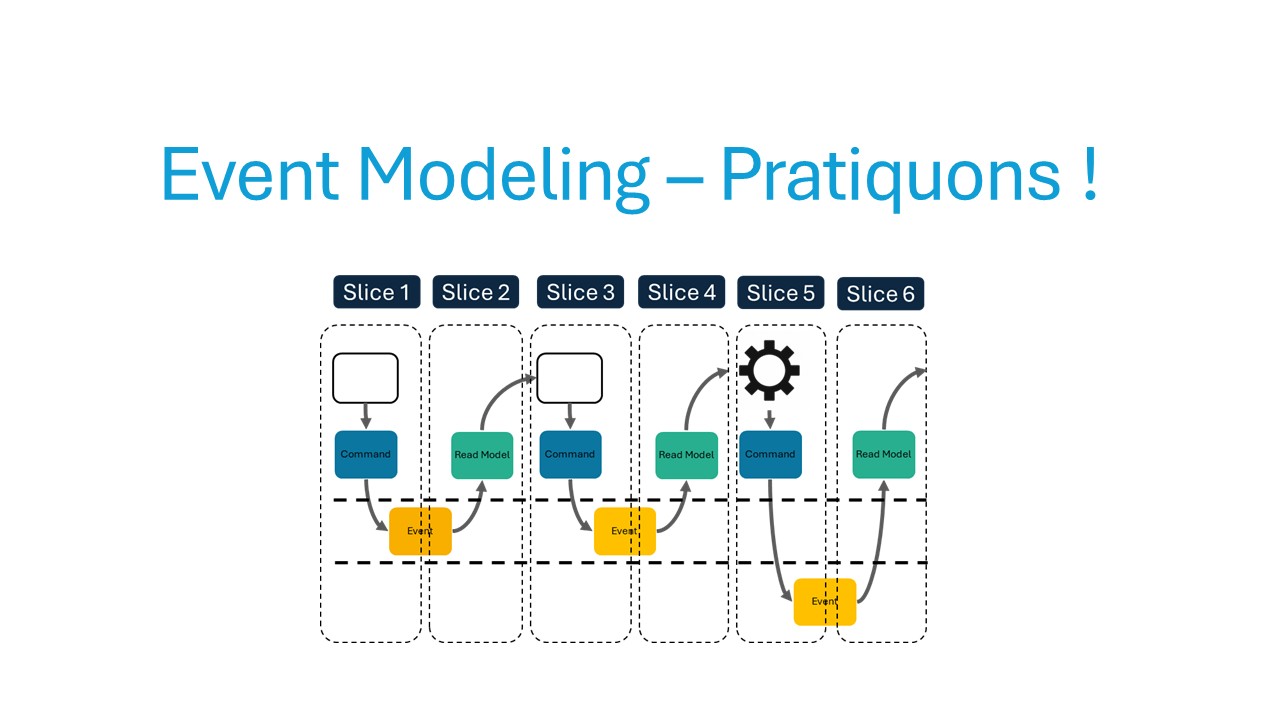 Event Modeling – Pratiquons !
Slice 1 Slice 2 Slice 3 Slice 4 Slice 5 Slice 6
Command Read Model Command Read Model Command Read Model
Event Event
Event